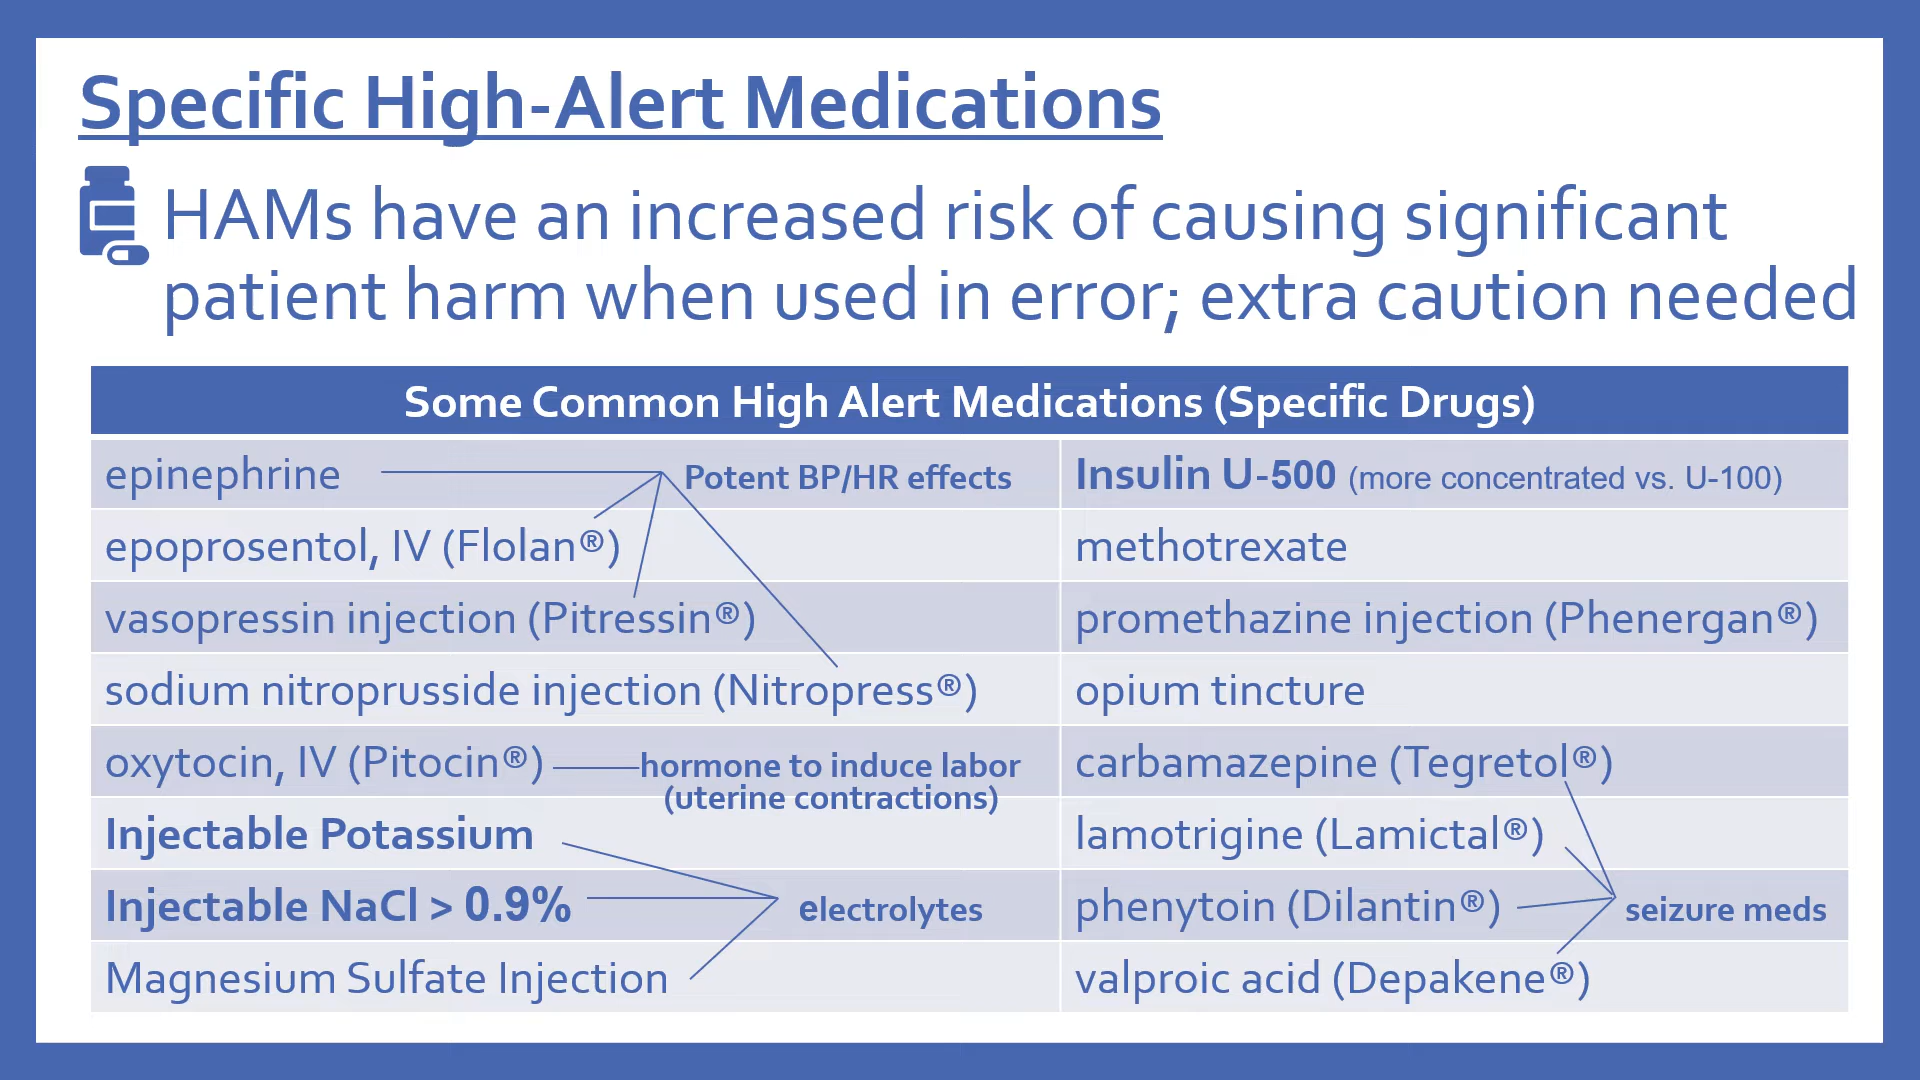 Specific High-Alert Medications
HAMs have an increased risk of causing significant
patient harm when used in error; extra caution needed
Some Common High Alert Medications (Specific Drugs)
epinephrine
Potent BP/HR effects
Insulin U-500 (more concentrated vs. U-100)
epoprosentol, IV (Flolan®)
methotrexate
vasopressin injection (Pitressin®)
promethazine injection (Phenergan®)
sodium nitroprusside injection (Nitropress®)
opium tincture
oxytocin, IV (Pitocin®)
hormone to induce labor
(uterine contractions)
carbamazepine (Tegretol®)
Injectable Potassium
lamotrigine (Lamictal®)
Injectable NaCl > 0.9%
electrolytes
phenytoin (Dilantin®)
seizure meds
Magnesium Sulfate Injection
valproic acid (Depakene®)